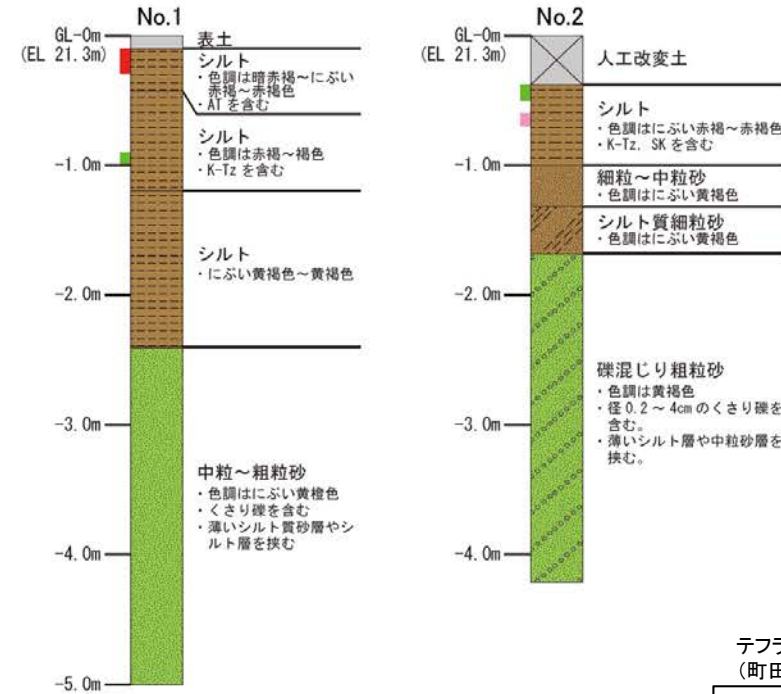 No.1
GL-0m
(EL 21.3m)
-1.0m
-2.0m
-3.0m
-4.0m
-5.0m
表土
シルト
・色調は暗赤褐～にぶい
赤褐～赤褐色
・ATを含む
シルト
・色調は赤褐～褐色
・K-Tzを含む
シルト
・にぶい黄褐色～黄褐色
中粒～粗粒砂
・色調はにぶい黄橙色
・くさり礫を含む
・薄いシルト質砂層やシ
ルト層を挟む
No.2
GL-0m
(EL 21.3m)
-1.0m
-2.0m
-3.0m
-4.0m
人工改変土
シルト
・色調はにぶい赤褐～赤褐色
・K-Tz, SKを含む
細粒～中粒砂
・色調はにぶい黄褐色
シルト質細粒砂
・色調はにぶい黄褐色
礫混じり粗粒砂
・色調は黄褐色
・径0.2～4cmのくさり礫を
含む。
・薄いシルト層や中粒砂層を
挟む。
テフラ
(町田